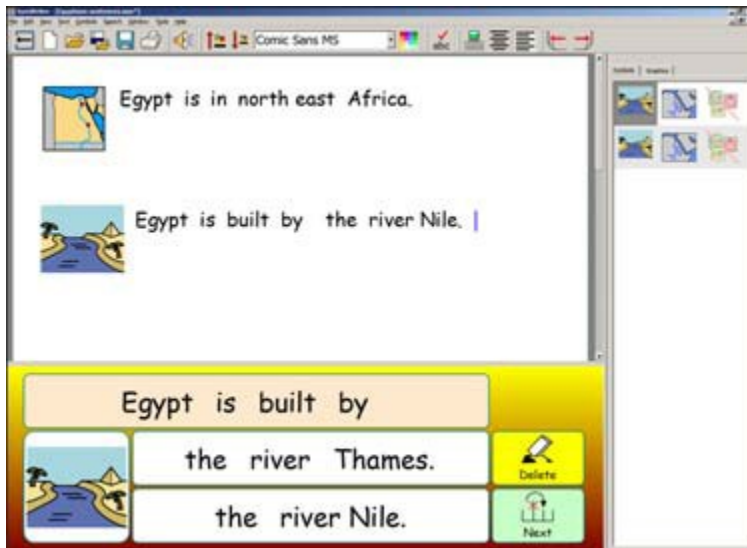 Comic Sans MS
abc
Egypt is in north east Africa.
Egypt is built by the river Nile.
Egypt is built by
the river Thames.
Delete
the river Nile.
Next